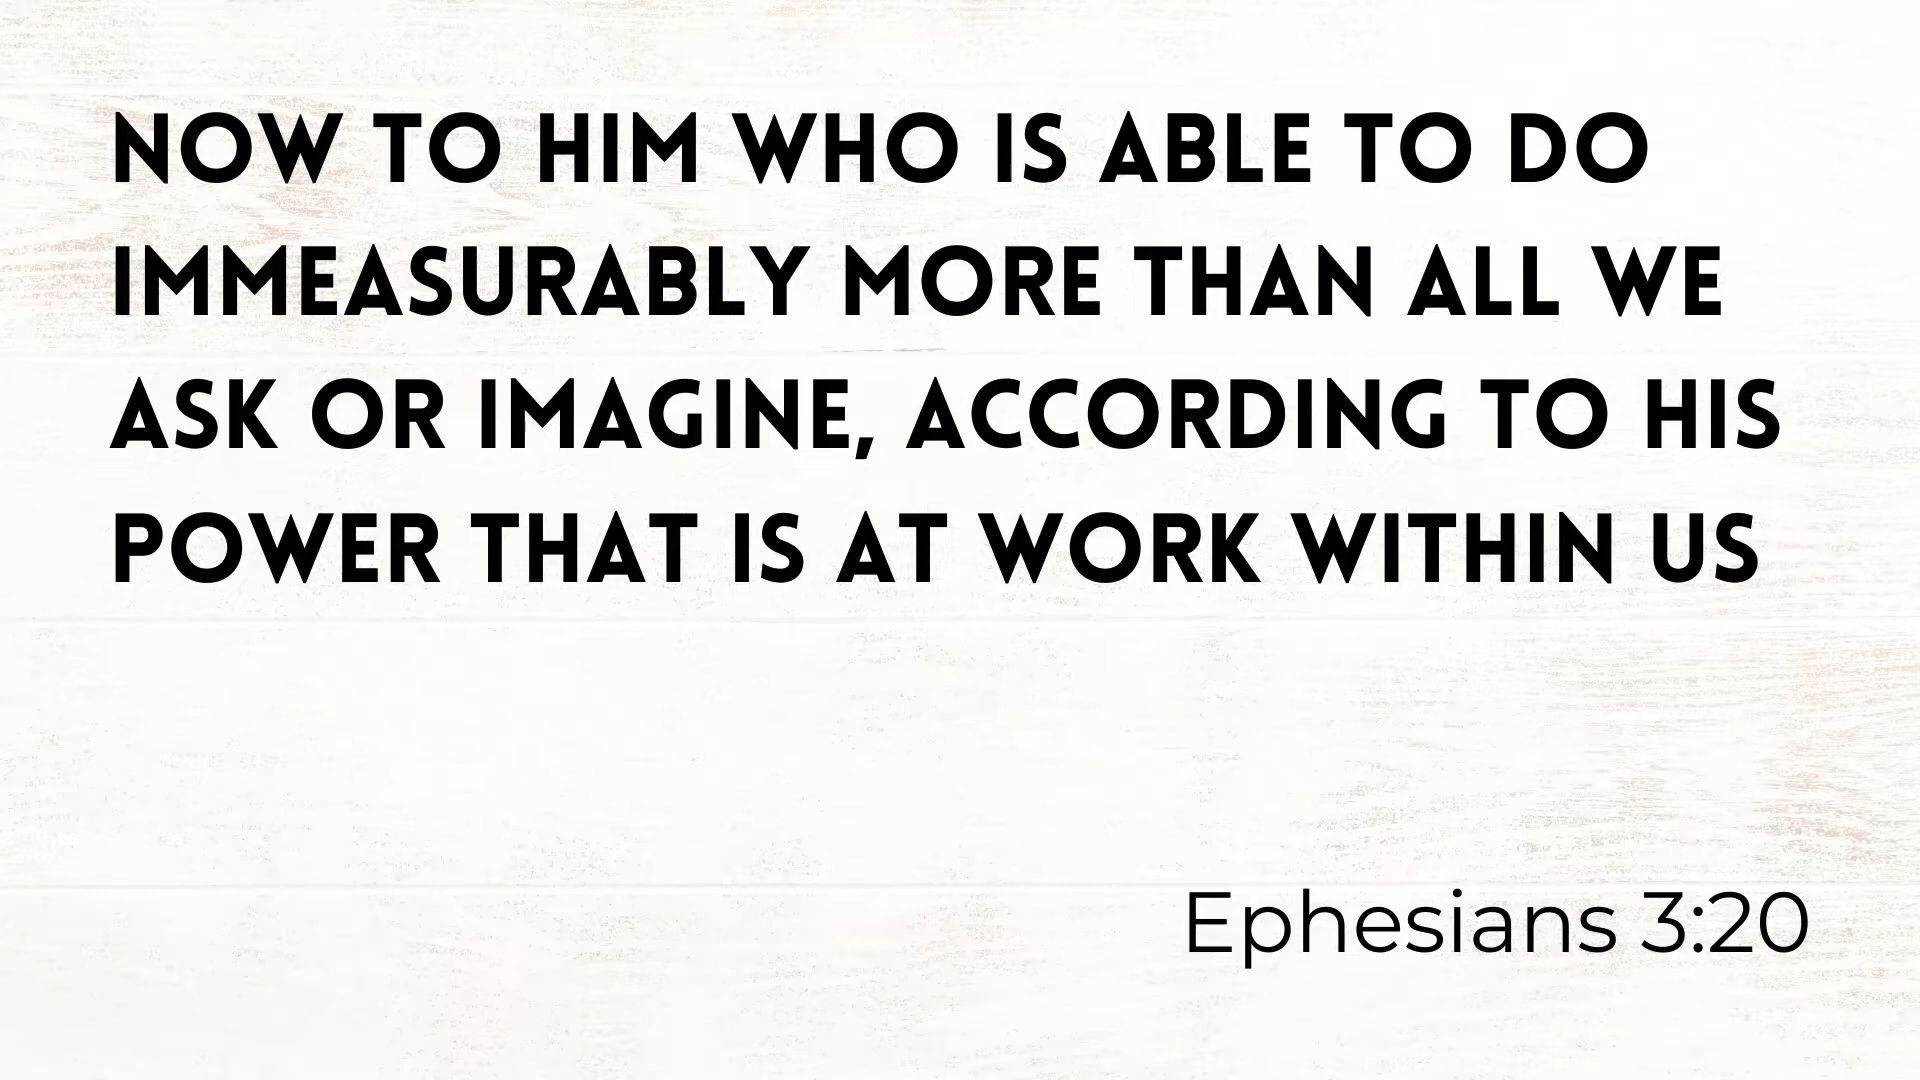 NOW TO HIM WHO IS ABLE TO DO
IMMEASURABLY MORE THAN ALL WE
ASK OR IMAGINE, ACCORDING TO HIS
POWER THAT IS AT WORK WITHIN US
Ephesians 3:20